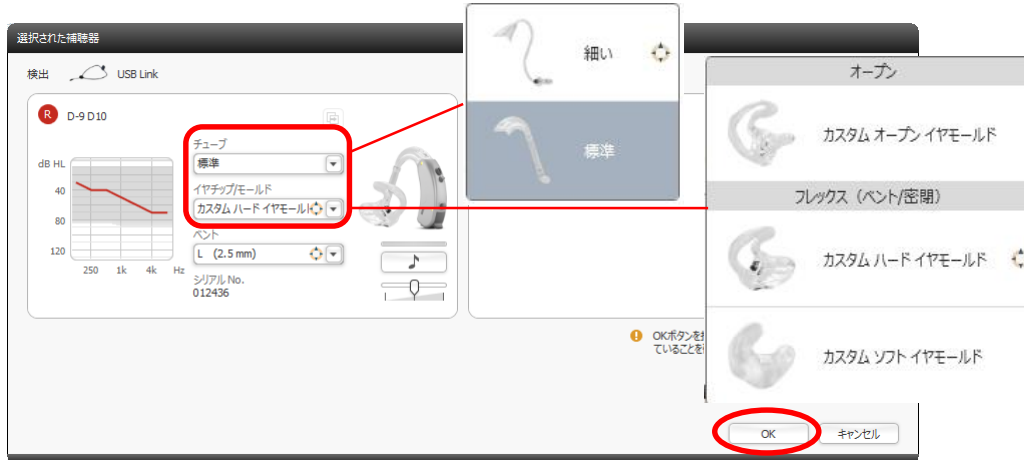 選択された補聴器
検出 USB Link
R D-9 D10
チューブ
標準
イヤチップ/モールド
カスタム ハード イヤモールド
ベント
L (2.5 mm)
シリアル No.
012436
dB HL
40
80
120
250 1k 4k Hz
細い
標準
オープン
カスタム オープン イヤモールド
フレックス（ベント/密閉）
カスタム ハード イヤモールド
カスタム ソフト イヤモールド
OKボタンを
ていることを
OK キャンセル